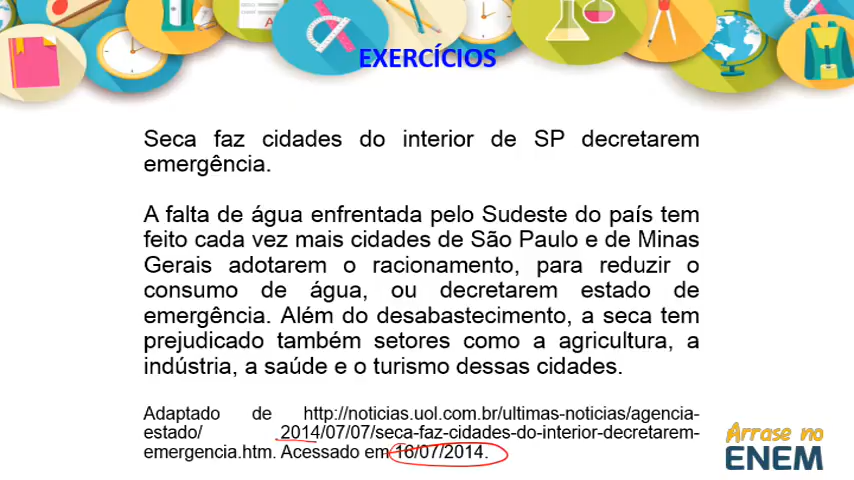 EXERCÍCIOS
Seca faz cidades do interior de SP decretarem
emergência.
A falta de água enfrentada pelo Sudeste do país tem
feito cada vez mais cidades de São Paulo e de Minas
Gerais adotarem o racionamento, para reduzir o
consumo de água, ou decretarem estado de
emergência. Além do desabastecimento, a seca tem
prejudicado também setores como a agricultura, a
indústria, a saúde e o turismo dessas cidades.
Adaptado de http://noticias.uol.com.br/ultimas-noticias/agencia-
estado/ 2014/07/07/seca-faz-cidades-do-interior-decretarem-
emergencia.htm. Acessado em 16/07/2014.
Arrase no
ENEM